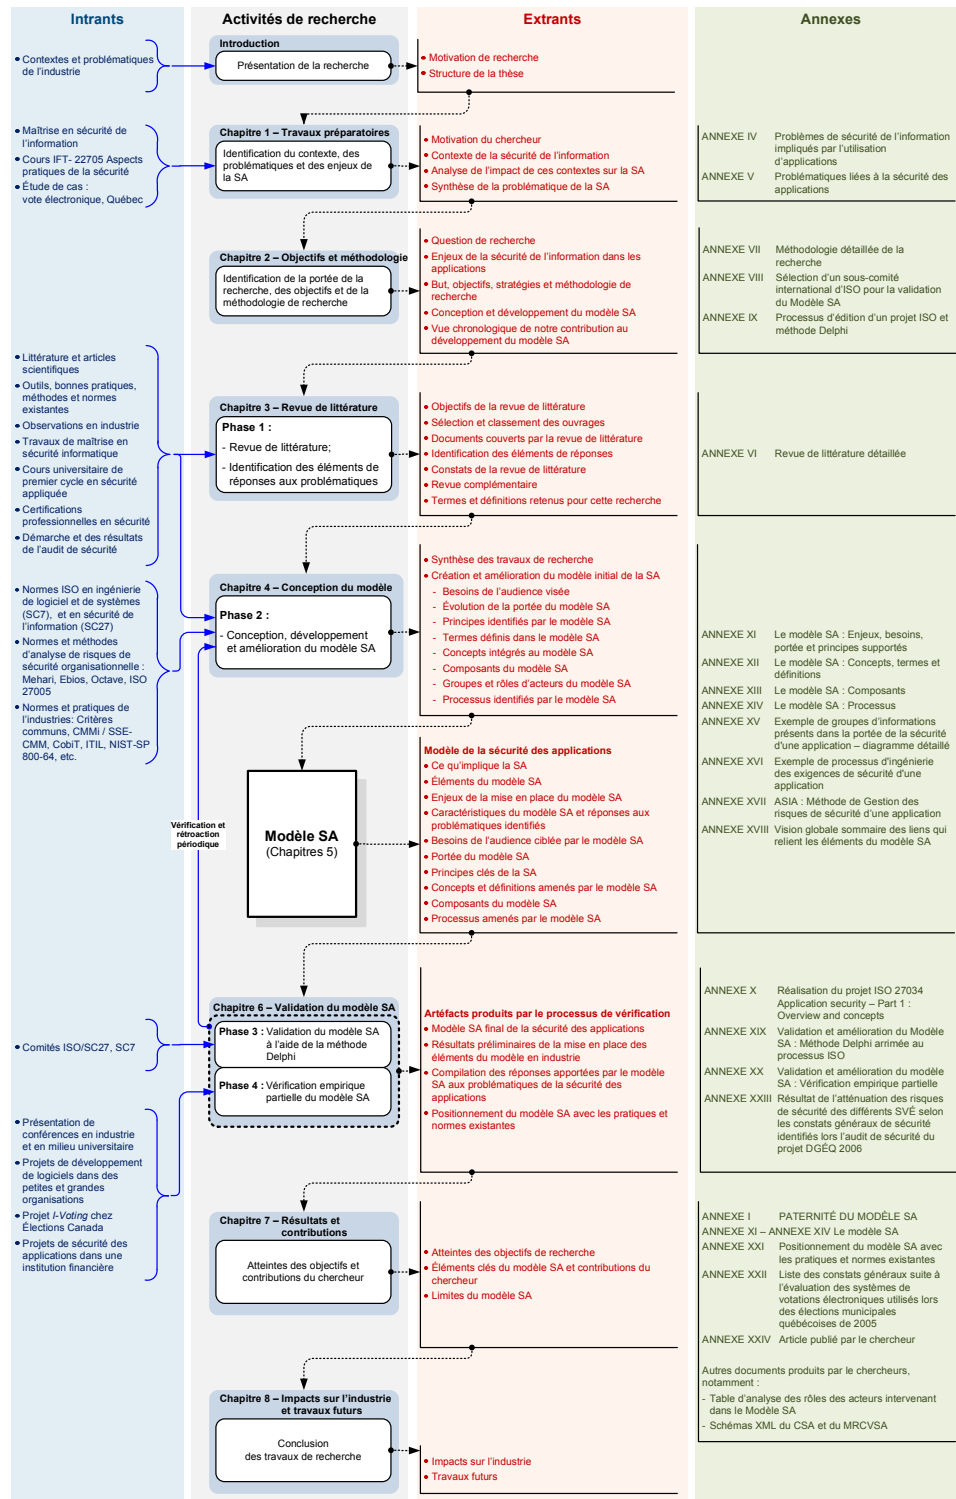 Intrants
Activités de recherche
Extrants
Annexes
Introduction
Présentation de la recherche
• Contextes et problématiques
de l'industrie
• Motivation de recherche
• Structure de la thèse
• Maîtrise en sécurité de
l'information
• Cours IFT- 22705 Aspects
pratiques de la sécurité
• Étude de cas :
vote électronique, Québec
Chapitre 1 – Travaux préparatoires
Identification du contexte, des
problématiques et des enjeux de
la SA
• Motivation du chercheur
• Contexte de la sécurité de l'information
• Analyse de l'impact de ces contextes sur la SA
• Synthèse de la problématique de la SA
ANNEXE IV Problèmes de sécurité de l'information
impliqués par l'utilisation
d'applications
ANNEXE V Problématiques liées à la sécurité des
applications
Chapitre 2 – Objectifs et méthodologie
Identification de la portée de la
recherche, des objectifs et de la
méthodologie de recherche
• Question de recherche
• Enjeux de la sécurité de l'information dans les
applications
• But, objectifs, stratégies et méthodologie de
recherche
• Conception et développement du modèle SA
• Vue chronologique de notre contribution au
développement du modèle SA
ANNEXE VII Méthodologie détaillée de la
recherche
ANNEXE VIII Sélection d'un sous-comité
international d'ISO pour la validation
du Modèle SA
ANNEXE IX Processus d'édition d'un projet ISO et
méthode Delphi
• Littérature et articles
scientifiques
• Outils, bonnes pratiques,
méthodes et normes
existantes
• Observations en industrie
• Travaux de maîtrise en
sécurité informatique
• Cours universitaire de
premier cycle en sécurité
appliquée
• Certifications
professionnelles en sécurité
• Démarche et des résultats
de l'audit de sécurité
Chapitre 3 – Revue de littérature
Phase 1 :
- Revue de littérature;
- Identification des éléments de
réponses aux problématiques
• Objectifs de la revue de littérature
• Sélection et classement des ouvrages
• Documents couverts par la revue de littérature
• Identification des éléments de réponses
• Constats de la revue de littérature
• Revue complémentaire
• Termes et définitions retenus pour cette recherche
ANNEXE VI Revue de littérature détaillée
• Normes ISO en ingénierie
de logiciel et de systèmes
(SC7), et en sécurité de
l'information (SC27)
• Normes et méthodes
d'analyse de risques de
sécurité organisationnelle :
Mehari, Ebios, Octave, ISO
27005
• Normes et pratiques de
l'industries: Critères
communs, CMMi / SSE-
CMM, CobiT, ITIL, NIST-SP
800-64, etc.
Chapitre 4 – Conception du modèle
Phase 2 :
- Conception, développement
et amélioration du modèle SA
• Synthèse des travaux de recherche
• Création et amélioration du modèle initial de la SA
- Besoins de l'audience visée
- Évolution de la portée du modèle SA
- Principes identifiés par le modèle SA
- Termes définis dans le modèle SA
- Concepts intégrés au modèle SA
- Composants du modèle SA
- Groupes et rôles d'acteurs du modèle SA
- Processus identifiés par le modèle SA
ANNEXE XI Le modèle SA : Enjeux, besoins,
portée et principes supportés
ANNEXE XII Le modèle SA : Concepts, termes et
définitions
ANNEXE XIII Le modèle SA : Composants
ANNEXE XIV Le modèle SA : Processus
ANNEXE XV Exemple de groupes d'informations
présents dans la portée de la sécurité
d'une application – diagramme détaillé
ANNEXE XVI Exemple de processus d'ingénierie
des exigences de sécurité d'une
application
ANNEXE XVII ASIA : Méthode de Gestion des
risques de sécurité d'une application
ANNEXE XVIII Vision globale sommaire des liens qui
relient les éléments du modèle SA
Vérification et
rétroaction
périodique
Modèle SA
(Chapitres 5)
Modèle de la sécurité des applications
• Ce qu'implique la SA
• Éléments du modèle SA
• Enjeux de la mise en place du modèle SA
• Caractéristiques du modèle SA et réponses aux
problématiques identifiés
• Besoins de l'audience ciblée par le modèle SA
• Portée du modèle SA
• Principes clés de la SA
• Concepts et définitions amenés par le modèle SA
• Composants du modèle SA
• Processus amenés par le modèle SA
• Comités ISO/SC27, SC7
Chapitre 6 – Validation du modèle SA
Phase 3 : Validation du modèle SA
à l'aide de la méthode
Delphi
Phase 4 : Vérification empirique
partielle du modèle SA
Artéfacts produits par le processus de vérification
• Modèle SA final de la sécurité des applications
• Résultats préliminaires de la mise en place des
éléments du modèle en industrie
• Compilation des réponses apportées par le modèle
SA aux problématiques de la sécurité des
applications
• Positionnement du modèle SA avec les pratiques et
normes existantes
ANNEXE X Réalisation du projet ISO 27034
Application security – Part 1 :
Overview and concepts
ANNEXE XIX Validation et amélioration du Modèle
SA : Méthode Delphi arrimée au
processus ISO
ANNEXE XX Validation et amélioration du modèle
SA : Vérification empirique partielle
ANNEXE XXIII Résultat de l'atténuation des risques
de sécurité des différents SVÉ selon
les constats généraux de sécurité
identifiés lors l'audit de sécurité du
projet DGÉQ 2006
• Présentation de
conférences en industrie
et en milieu universitaire
• Projets de développement
de logiciels dans des
petites et grandes
organisations
• Projet I-Voting chez
Élections Canada
• Projets de sécurité des
applications dans une
institution financière
Chapitre 7 – Résultats et
contributions
Atteintes des objectifs et
contributions du chercheur
• Atteintes des objectifs de recherche
• Éléments clés du modèle SA et contributions du
chercheur
• Limites du modèle SA
ANNEXE I PATERNITÉ DU MODÈLE SA
ANNEXE XI – ANNEXE XIV Le modèle SA
ANNEXE XXI Positionnement du modèle SA avec
les pratiques et normes existantes
ANNEXE XXII Liste des constats généraux suite à
l'évaluation des systèmes de
votations électroniques utilisés lors
des élections municipales
québécoises de 2005
ANNEXE XXIV Article publié par le chercheur
Autres documents produits par le chercheurs,
notamment :
- Table d'analyse des rôles des acteurs intervenant
dans le Modèle SA
- Schémas XML du CSA et du MRCVSA
Chapitre 8 – Impacts sur l'industrie
et travaux futurs
Conclusion
des travaux de recherche
• Impacts sur l'industrie
• Travaux futurs